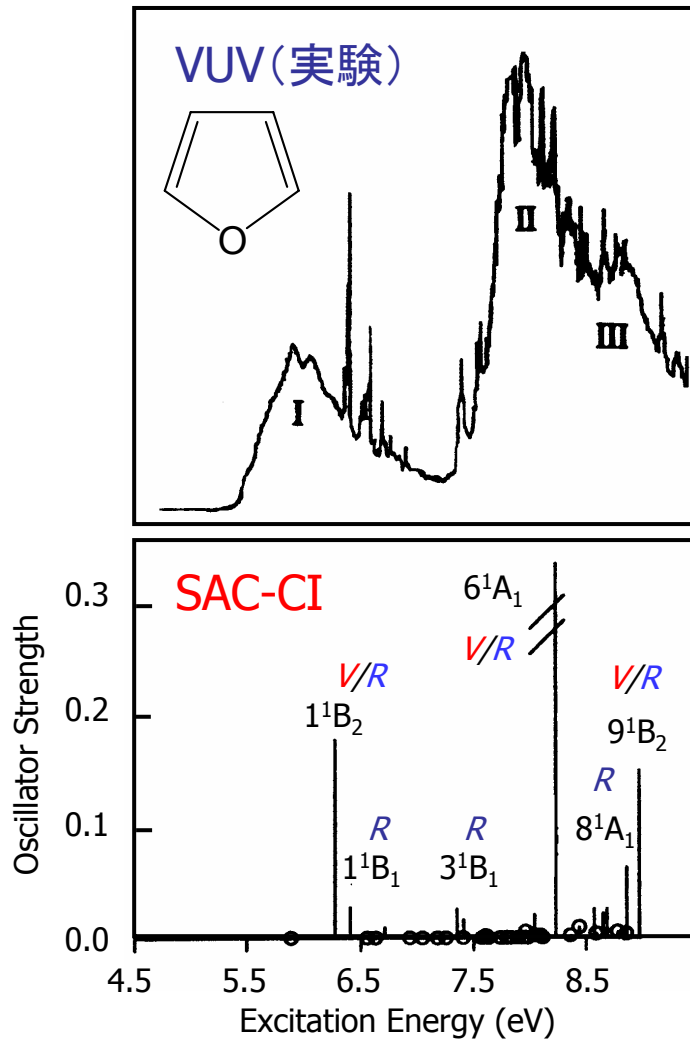 VUV(実験)
O
I
II
III
SAC-CI
6¹A₁
V/R
V/R
V/R
1¹B₂
9¹B₂
R
R
R
1¹B₁
3¹B₁
8¹A₁
Oscillator Strength
0.3
0.2
0.1
0.0
4.5 5.5 6.5 7.5 8.5
Excitation Energy (eV)